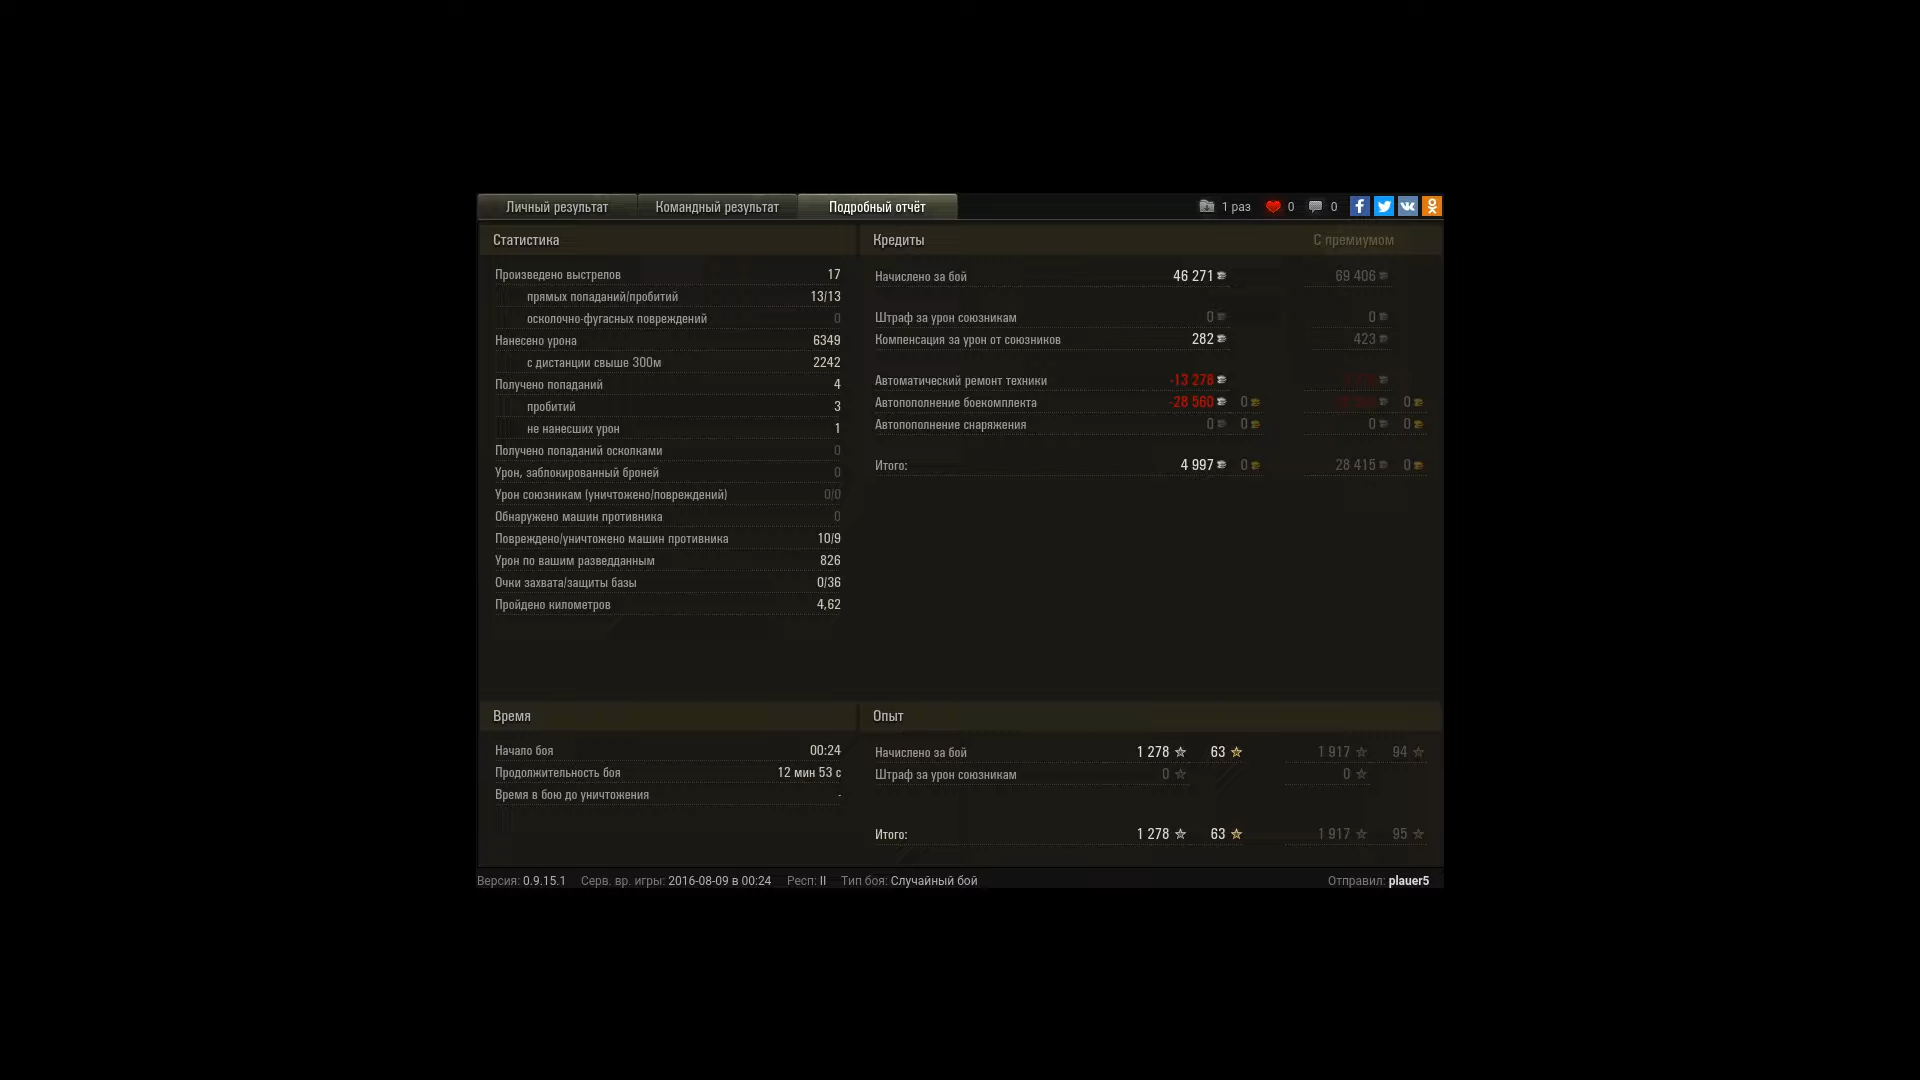 Личный результат Командный результат Подробный отчёт 1 раз 0 0
Статистика
Произведено выстрелов 17
прямых попаданий/пробитий 13/13
осколочно-фугасных повреждений 0
Нанесено урона 6349
с дистанции свыше 300м 2242
Получено попаданий 4
пробитий 3
не нанесших урон 1
Получено попаданий осколками 0
Урон, заблокированный броней 0
Урон союзникам (уничтожено/повреждений) 0/0
Обнаружено машин противника 0
Повреждено/уничтожено машин противника 10/9
Урон по вашим разведданным 826
Очки захвата/защиты базы 0/36
Пройдено километров 4,62
Кредиты С премиумом
Начислено за бой 46 271 69 406
Штраф за урон союзникам 0 0
Компенсация за урон от союзников 282 423
Автоматический ремонт техники -13 278
Автопополнение боекомплекта -28 560 0 0
Автопополнение снаряжения 0 0 0 0
Итого: 4 997 0 28 415 0
Время
Начало боя 00:24
Продолжительность боя 12 мин 53 с
Время в бою до уничтожения -
Опыт
Начислено за бой 1 278 63 1 917 94
Штраф за урон союзникам 0 0
Итого: 1 278 63 1 917 95
Версия: 0.9.15.1 Серв. вр. игры: 2016-08-09 в 00:24 Респ: II Тип боя: Случайный бой Отправил: plauer5